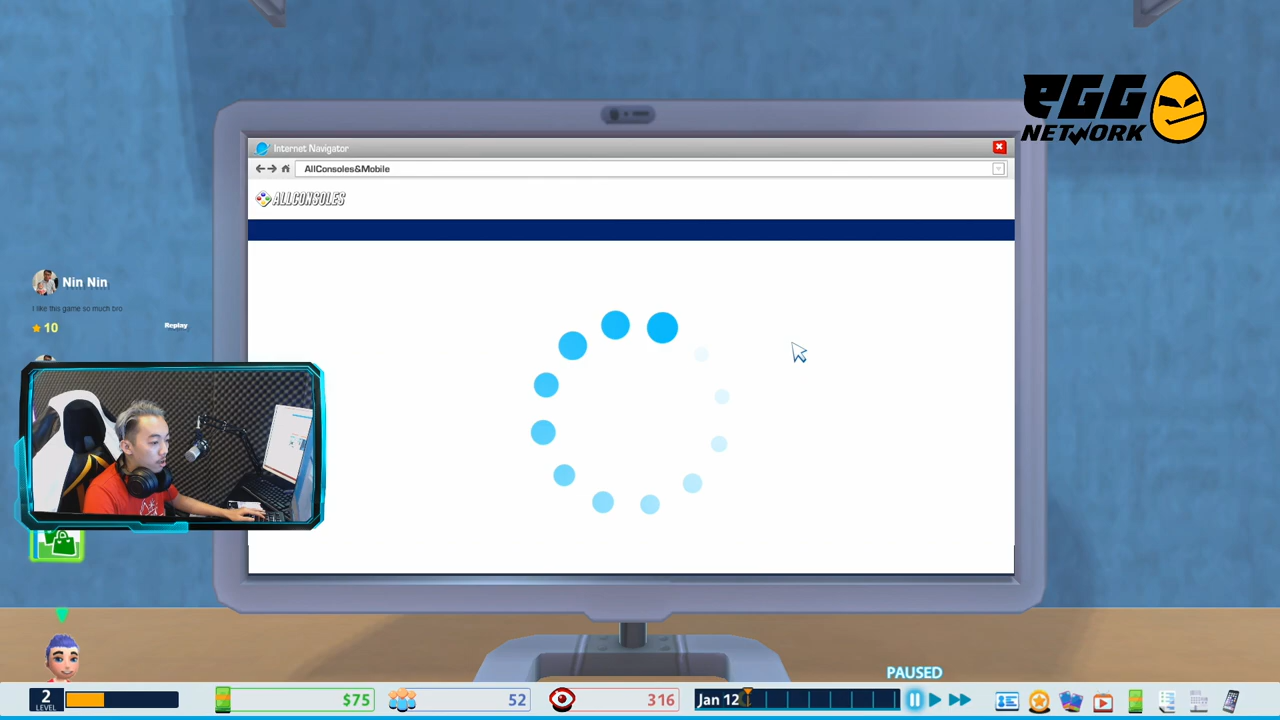 eGG
NETWORK
Internet Navigator
AllConsoles&Mobile
ALLCONSOLES
Nin Nin
I like this game so much bro
10
Replay
PAUSED
2
LEVEL
$75
52
316
Jan 12